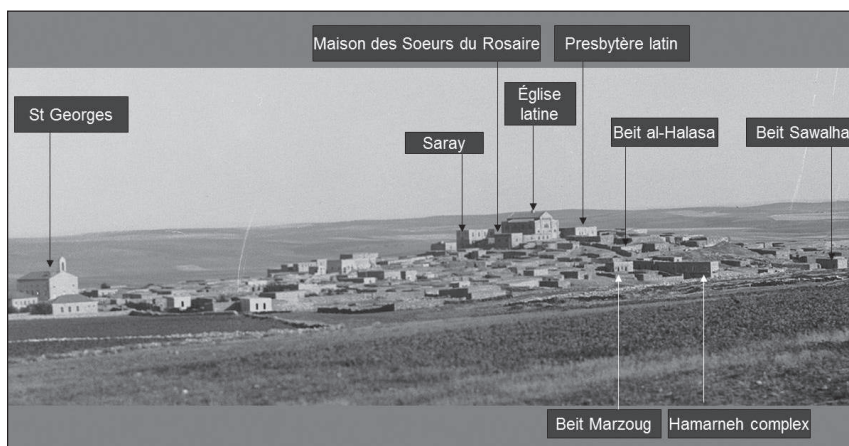 Maison des Soeurs du Rosaire
Presbytère latin
St Georges
Église
latine
Saray
Beit al-Halasa
Beit Sawalha
Beit Marzoug
Hamarneh complex